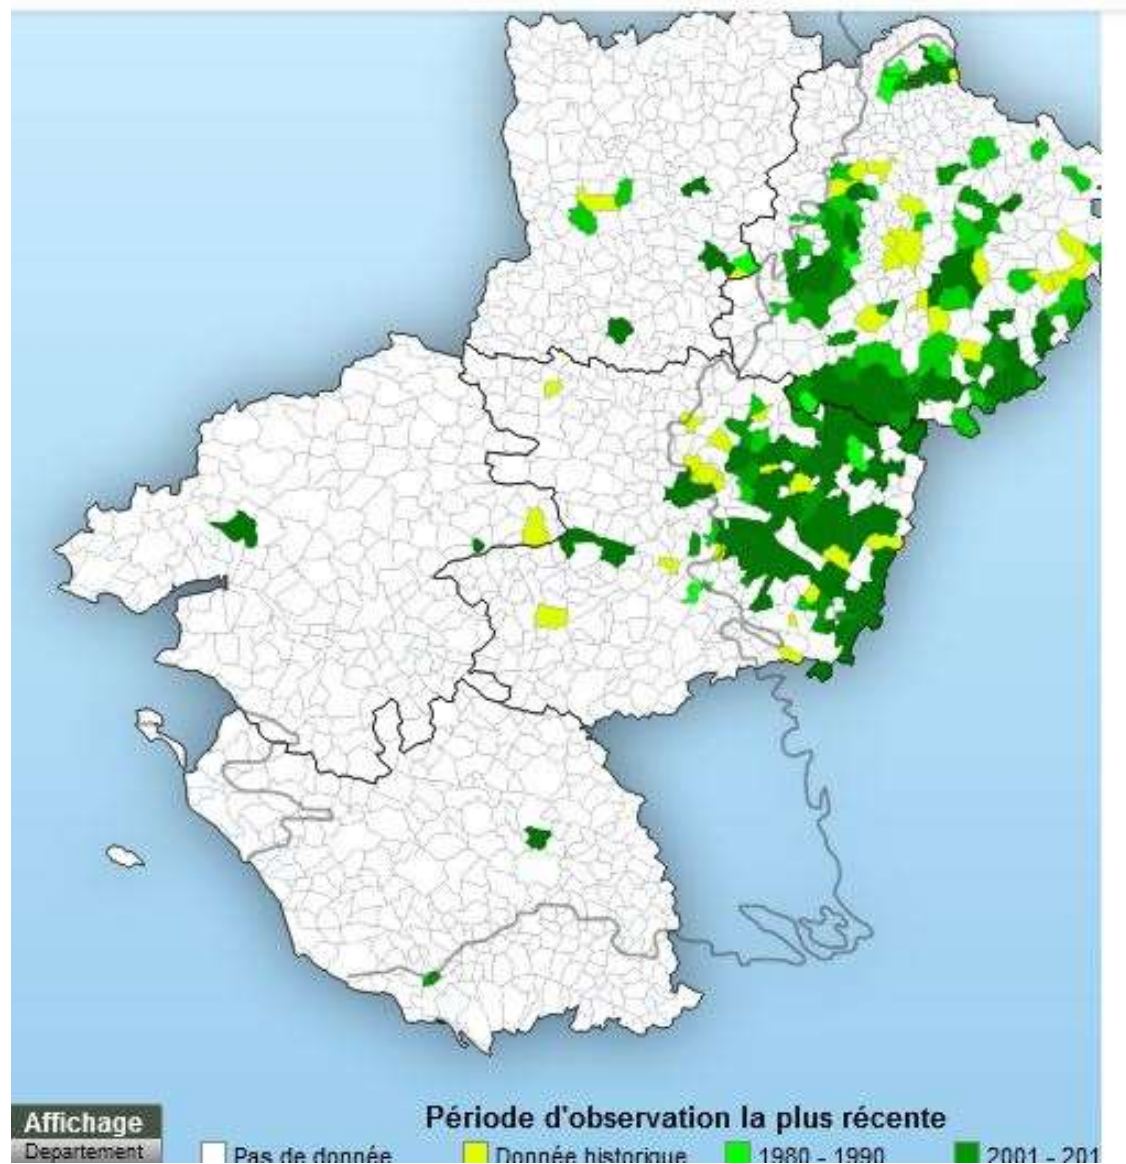 Affichage
Departement
Période d'observation la plus récente
Pas de donnée
Donnée historique
1980 - 1990
2001 - 201